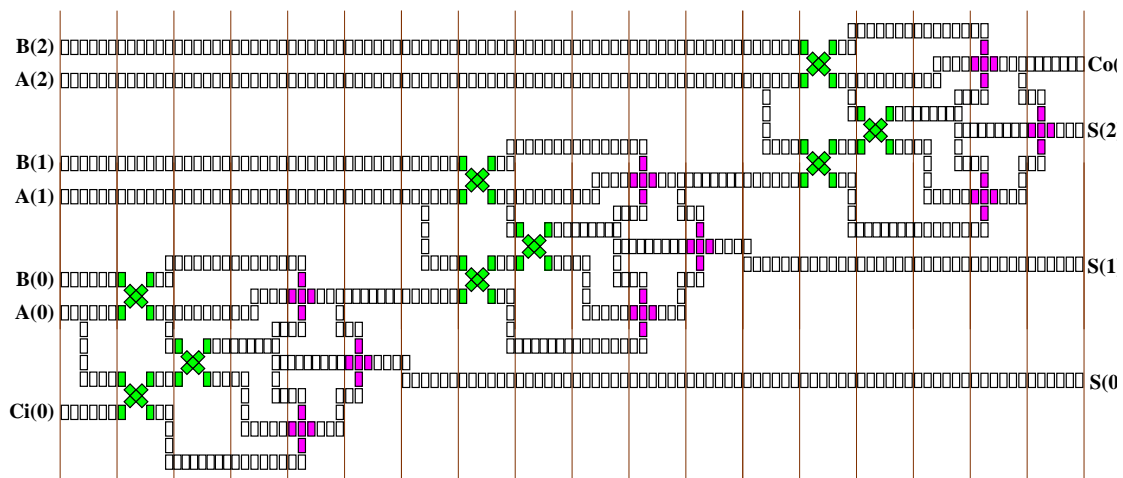 B(2)
A(2)
Co(
S(2
B(1)
A(1)
S(1
B(0)
A(0)
S(0
Ci(0)